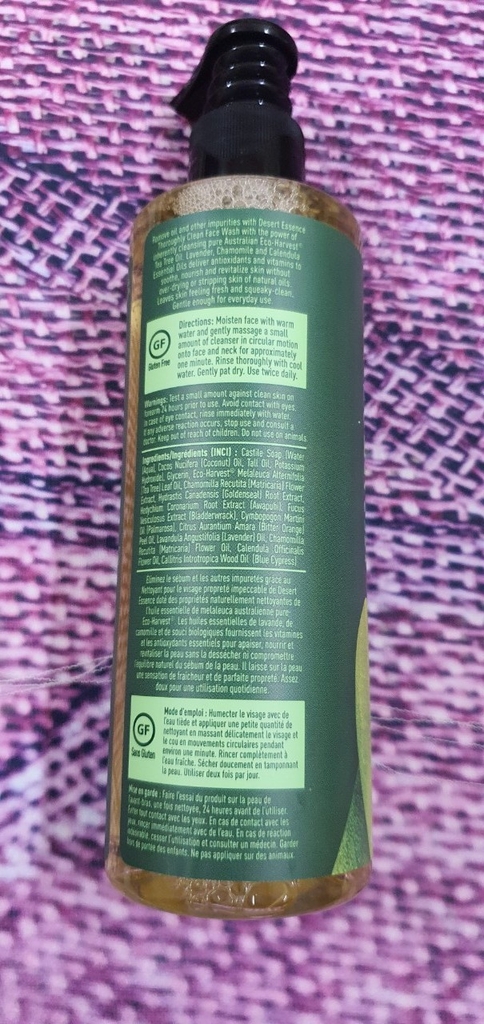 Remove oil and other impurities with Desert Essence
Thoroughly Clean Face Wash with the power of
inherently cleansing pure Australian Eco-Harvest®
Tea Tree Oil. Lavender, Chamomile and Calendula
Essential Oils deliver antioxidants and vitamins to
soothe, nourish and revitalize skin without
over-drying or stripping skin of natural oils.
Leaves skin feeling fresh and squeaky-clean.
Gentle enough for everyday use.
GF
Gluten Free
Directions: Moisten face with warm
water and gently massage a small
amount of cleanser in circular motion
onto face and neck for approximately
one minute. Rinse thoroughly with cool
water. Gently pat dry. Use twice daily.
Warnings: Test a small amount against clean skin on
forearm 24 hours prior to use. Avoid contact with eyes.
In case of eye contact, rinse immediately with water.
If any adverse reaction occurs, stop use and consult a
doctor. Keep out of reach of children. Do not use on animals.
Ingredients/Ingrédients (INCI) : Castile Soap [Water
(Aqua), Cocos Nucifera (Coconut) Oil, Tall Oil, Potassium
Hydroxide], Glycerin, Eco-Harvest® Melaleuca Alternifolia
(Tea Tree) Leaf Oil, Chamomilla Recutita (Matricaria) Flower
Extract, Hydrastis Canadensis (Goldenseal) Root Extract,
Hedychium Coronarium Root Extract (Awapuhi), Fucus
Vesiculosus Extract (Bladderwrack), Cymbopogon Martini
Oil (Palmarosa), Citrus Aurantium Amara (Bitter Orange)
Peel Oil, Lavandula Angustifolia (Lavender) Oil, Chamomilla
Recutita (Matricaria) Flower Oil, Calendula Officinalis
Flower Oil, Callitris Introtropica Wood Oil (Blue Cypress)
Éliminez le sébum et les autres impuretés grâce au
Nettoyant pour le visage propreté impeccable de Desert
Essence doté des propriétés naturellement nettoyantes de
l'huile essentielle de melaleuca australienne pure
Eco-Harvest®. Les huiles essentielles de lavande, de
camomille et de souci biologiques fournissent les vitamines
et les antioxydants essentiels pour apaiser, nourrir et
revitaliser la peau sans la dessécher ni compromettre
l'équilibre naturel du sébum de la peau. Il laisse sur la peau
une sensation de fraîcheur et de parfaite propreté. Assez
doux pour une utilisation quotidienne.
GF
Sans Gluten
Mode d'emploi : Humecter le visage avec de
l'eau tiède et appliquer une petite quantité de
nettoyant en massant délicatement le visage et
le cou en mouvements circulaires pendant
environ une minute. Rincer complètement à
l'eau fraîche. Sécher doucement en tamponnant
la peau. Utiliser deux fois par jour.
Mise en garde : Faire l'essai du produit sur la peau de
l'avant-bras, une fois nettoyée, 24 heures avant de l'utiliser.
Éviter tout contact avec les yeux. En cas de contact avec les
yeux, rincer immédiatement avec de l'eau. En cas de réaction
indésirable, cesser l'utilisation et consulter un médecin. Garder
hors de portée des enfants. Ne pas appliquer sur des animaux.